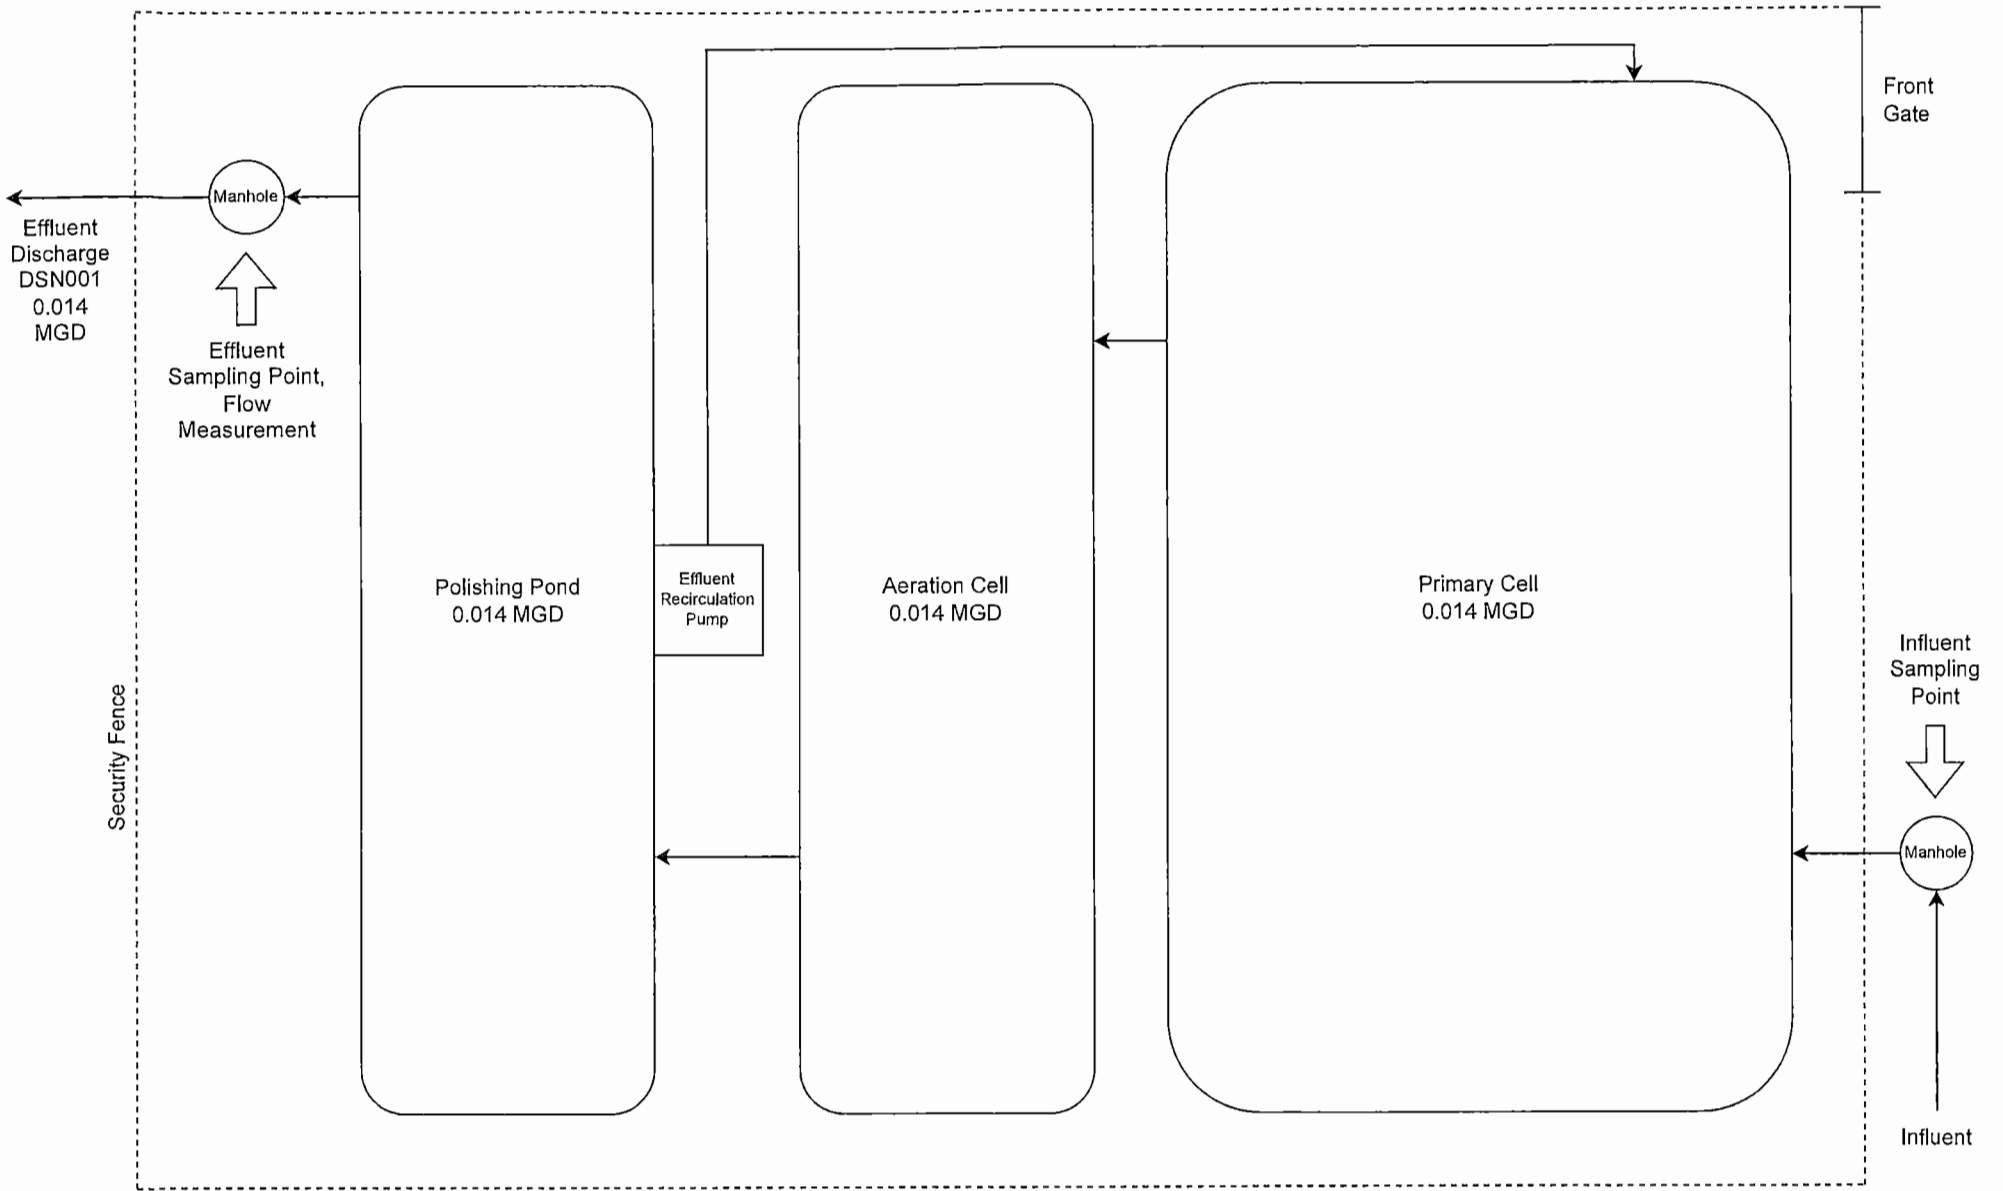 Front
Gate
Manhole
Effluent
Discharge
DSN001
0.014
MGD
Effluent
Sampling Point,
Flow
Measurement
Security Fence
Polishing Pond
0.014 MGD
Effluent
Recirculation
Pump
Aeration Cell
0.014 MGD
Primary Cell
0.014 MGD
Influent
Sampling
Point
Manhole
Influent